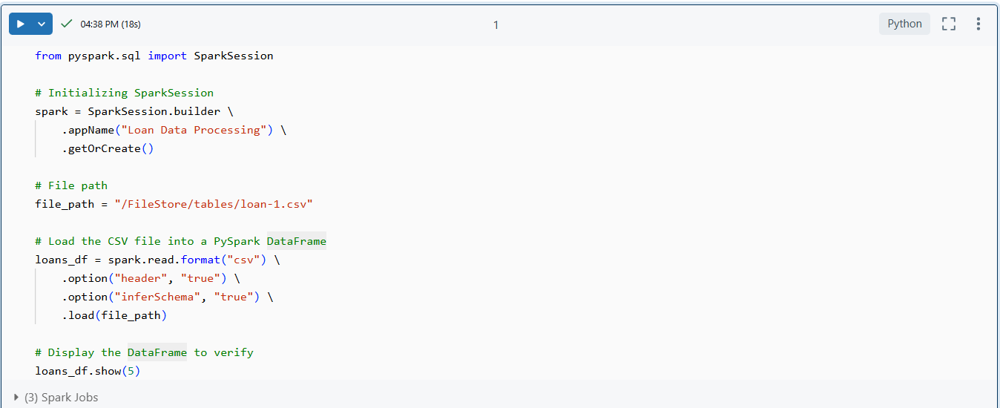 04:38 PM (18s)
1
Python
from pyspark.sql import SparkSession
# Initializing SparkSession
spark = SparkSession.builder \
    .appName("Loan Data Processing") \
    .getOrCreate()
# File path
file_path = "/FileStore/tables/loan-1.csv"
# Load the CSV file into a PySpark DataFrame
loans_df = spark.read.format("csv") \
    .option("header", "true") \
    .option("inferSchema", "true") \
    .load(file_path)
# Display the DataFrame to verify
loans_df.show(5)
(3) Spark Jobs